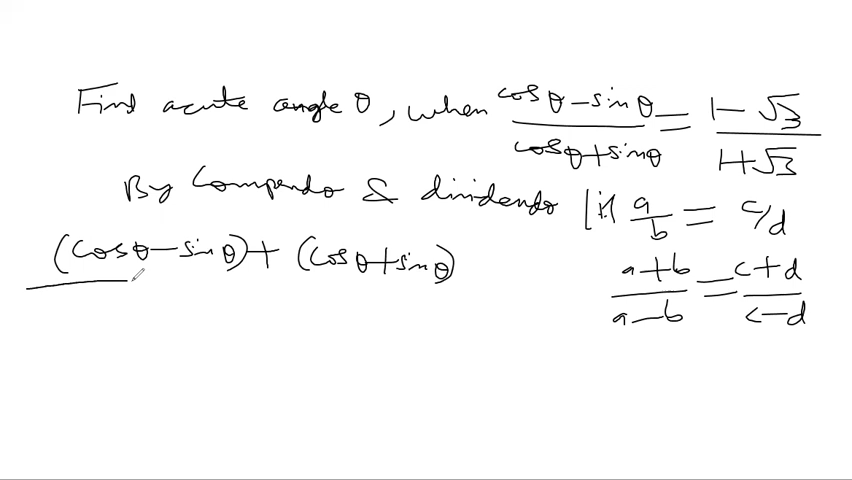 Find acute angle θ, when (cosθ - sinθ)/(cosθ + sinθ) = (1 - √3)/(1 + √3)
By Compendo & dividendo [if a/b = c/d
(cosθ - sinθ) + (cosθ + sinθ)
(a + b)/(a - b) = (c + d)/(c - d)